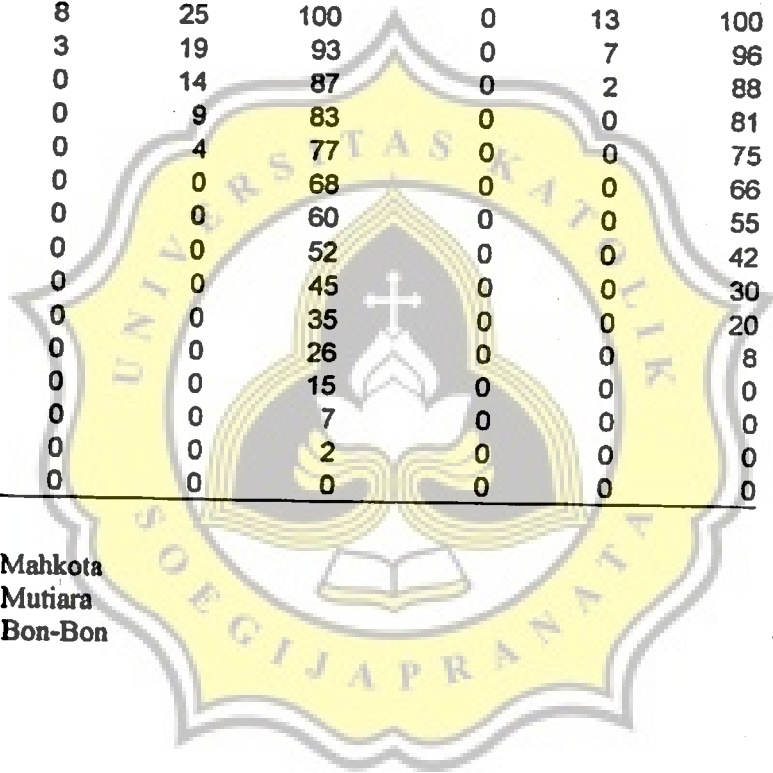 8 25 100 0 13 100
3 19 93 0 7 96
0 14 87 0 2 88
0 9 83 0 0 81
0 4 77 0 0 75
0 0 68 0 0 66
0 0 60 0 0 55
0 0 52 0 0 42
0 0 45 0 0 30
0 0 35 0 0 20
0 0 26 0 0 8
0 0 15 0 0 0
0 0 7 0 0 0
0 0 2 0 0 0
0 0 0 0 0 0
Mahkota
Mutiara
Bon-Bon
UNIVERSITAS KATOLIK
SOEGIJAPRANATA